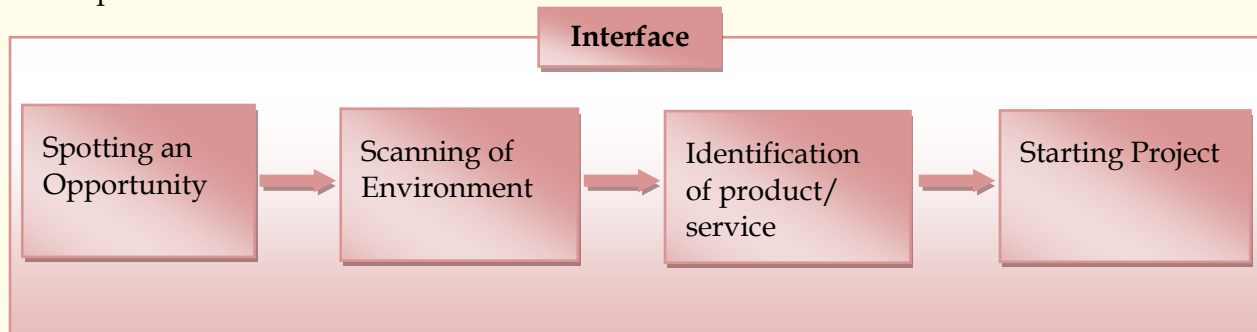 Interface
Spotting an
Opportunity
Scanning of
Environment
Identification
of product/
service
Starting Project